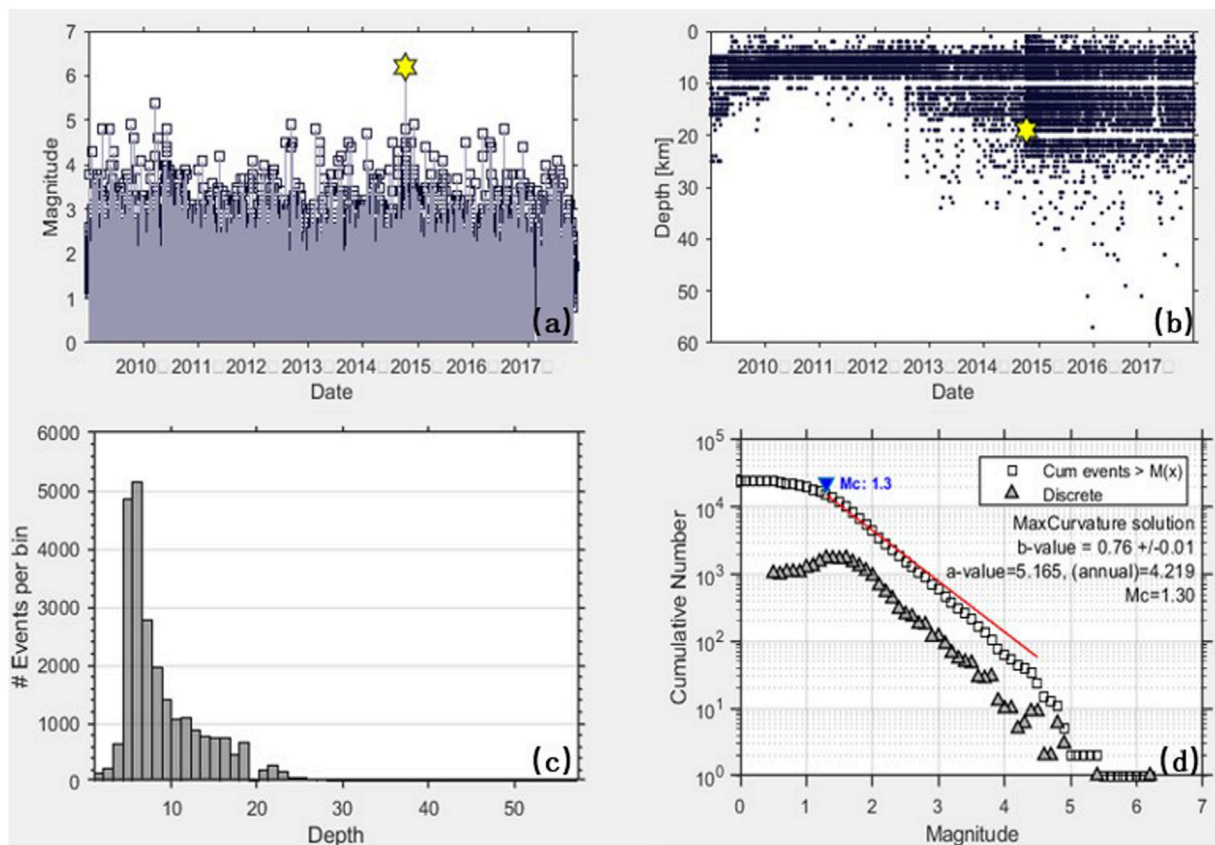 7
6
5
4
3
2
1
0
Magnitude
2010 2011 2012 2013 2014 2015 2016 2017
Date
(a)
0
10
20
30
40
50
60
Depth [km]
2010 2011 2012 2013 2014 2015 2016 2017
Date
(b)
6000
5000
4000
3000
2000
1000
0
# Events per bin
10 20 30 40 50
Depth
(c)
10^5
10^4
10^3
10^2
10^1
10^0
Cumulative Number
Mc: 1.3
Cum events > M(x)
Discrete
MaxCurvature solution
b-value = 0.76 +/-0.01
a-value=5.165, (annual)=4.219
Mc=1.30
0 1 2 3 4 5 6 7
Magnitude
(d)